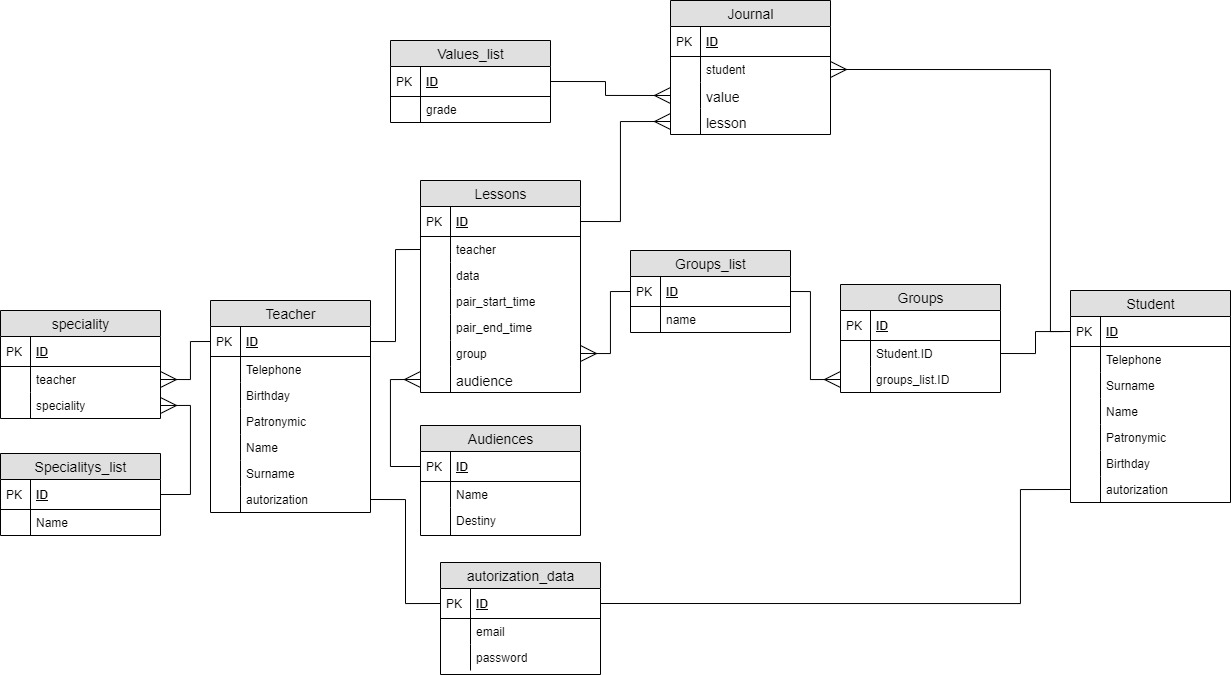 Journal
PK ID
student
value
lesson
Values_list
PK ID
grade
Lessons
PK ID
teacher
data
pair_start_time
pair_end_time
group
audience
Groups_list
PK ID
name
Groups
PK ID
Student.ID
groups_list.ID
Student
PK ID
Telephone
Surname
Name
Patronymic
Birthday
autorization
Teacher
PK ID
Telephone
Birthday
Patronymic
Name
Surname
autorization
speciality
PK ID
teacher
speciality
Specialitys_list
PK ID
Name
Audiences
PK ID
Name
Destiny
autorization_data
PK ID
email
password